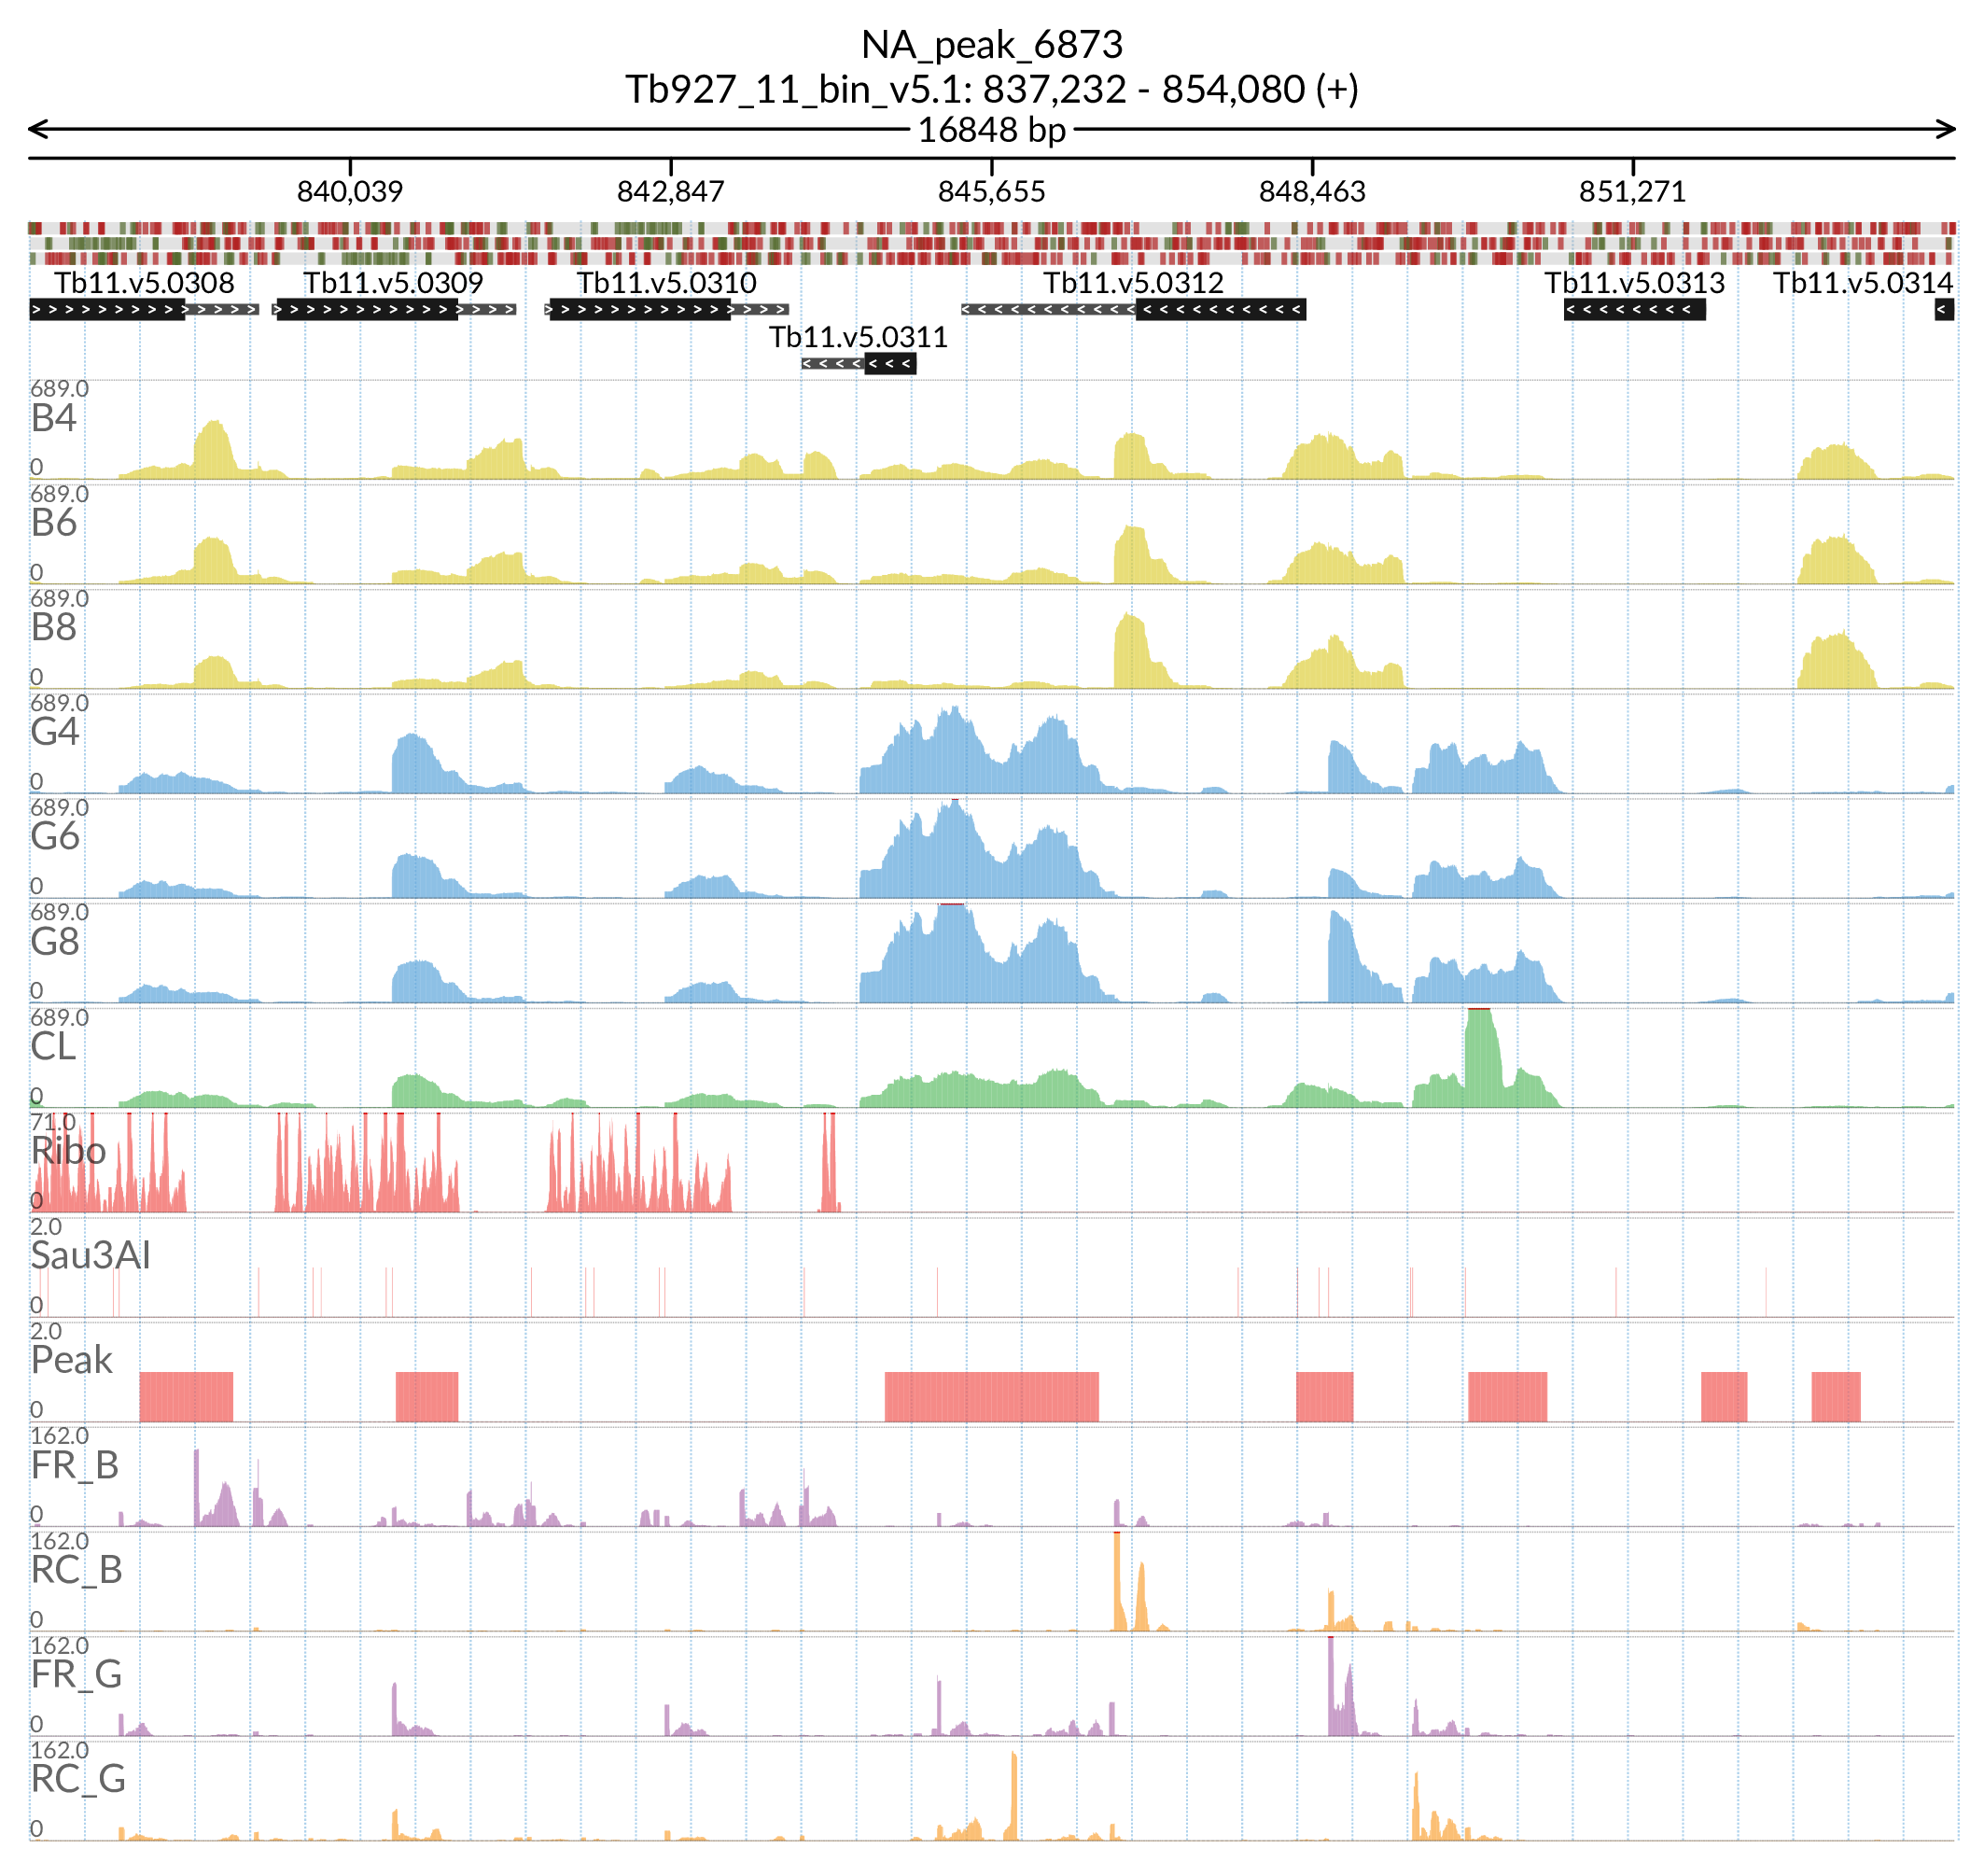 NA_peak_6873
Tb927_11_bin_v5.1: 837,232 - 854,080 (+)
16848 bp
840,039 842,847 845,655 848,463 851,271
Tb11.v5.0308 Tb11.v5.0309 Tb11.v5.0310 Tb11.v5.0312 Tb11.v5.0313 Tb11.v5.0314
Tb11.v5.0311
689.0
B4
0
689.0
B6
0
689.0
B8
0
689.0
G4
0
689.0
G6
0
689.0
G8
0
689.0
CL
0
71.0
Ribo
0
2.0
Sau3AI
0
2.0
Peak
0
162.0
FR_B
0
162.0
RC_B
0
162.0
FR_G
0
162.0
RC_G
0